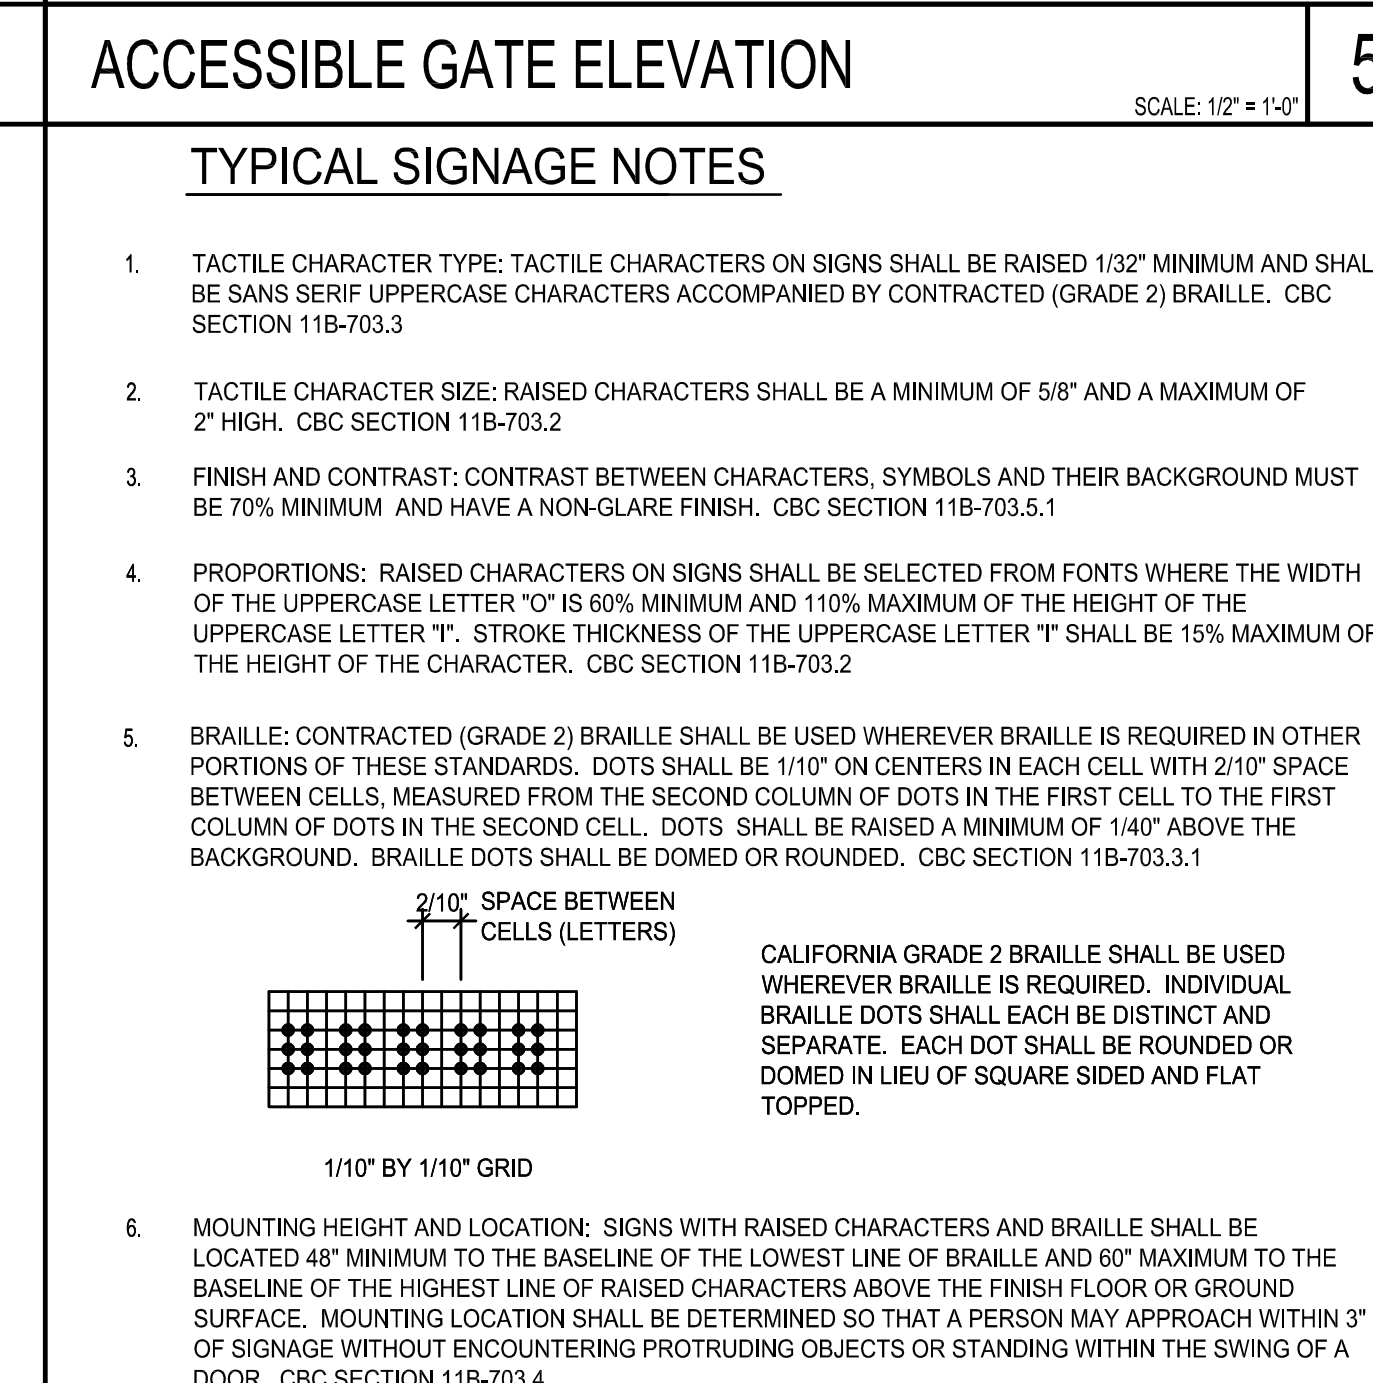 ACCESSIBLE GATE ELEVATION
SCALE: 1/2" = 1'-0"
5
TYPICAL SIGNAGE NOTES
1. TACTILE CHARACTER TYPE: TACTILE CHARACTERS ON SIGNS SHALL BE RAISED 1/32" MINIMUM AND SHAL
BE SANS SERIF UPPERCASE CHARACTERS ACCOMPANIED BY CONTRACTED (GRADE 2) BRAILLE. CBC
SECTION 11B-703.3
2. TACTILE CHARACTER SIZE: RAISED CHARACTERS SHALL BE A MINIMUM OF 5/8" AND A MAXIMUM OF
2" HIGH. CBC SECTION 11B-703.2
3. FINISH AND CONTRAST: CONTRAST BETWEEN CHARACTERS, SYMBOLS AND THEIR BACKGROUND MUST
BE 70% MINIMUM AND HAVE A NON-GLARE FINISH. CBC SECTION 11B-703.5.1
4. PROPORTIONS: RAISED CHARACTERS ON SIGNS SHALL BE SELECTED FROM FONTS WHERE THE WIDTH
OF THE UPPERCASE LETTER "O" IS 60% MINIMUM AND 110% MAXIMUM OF THE HEIGHT OF THE
UPPERCASE LETTER "I". STROKE THICKNESS OF THE UPPERCASE LETTER "I" SHALL BE 15% MAXIMUM OF
THE HEIGHT OF THE CHARACTER. CBC SECTION 11B-703.2
5. BRAILLE: CONTRACTED (GRADE 2) BRAILLE SHALL BE USED WHEREVER BRAILLE IS REQUIRED IN OTHER
PORTIONS OF THESE STANDARDS. DOTS SHALL BE 1/10" ON CENTERS IN EACH CELL WITH 2/10" SPACE
BETWEEN CELLS, MEASURED FROM THE SECOND COLUMN OF DOTS IN THE FIRST CELL TO THE FIRST
COLUMN OF DOTS IN THE SECOND CELL. DOTS SHALL BE RAISED A MINIMUM OF 1/40" ABOVE THE
BACKGROUND. BRAILLE DOTS SHALL BE DOMED OR ROUNDED. CBC SECTION 11B-703.3.1
2/10" SPACE BETWEEN
CELLS (LETTERS)
CALIFORNIA GRADE 2 BRAILLE SHALL BE USED
WHEREVER BRAILLE IS REQUIRED. INDIVIDUAL
BRAILLE DOTS SHALL EACH BE DISTINCT AND
SEPARATE. EACH DOT SHALL BE ROUNDED OR
DOMED IN LIEU OF SQUARE SIDED AND FLAT
TOPPED.
1/10" BY 1/10" GRID
6. MOUNTING HEIGHT AND LOCATION: SIGNS WITH RAISED CHARACTERS AND BRAILLE SHALL BE
LOCATED 48" MINIMUM TO THE BASELINE OF THE LOWEST LINE OF BRAILLE AND 60" MAXIMUM TO THE
BASELINE OF THE HIGHEST LINE OF RAISED CHARACTERS ABOVE THE FINISH FLOOR OR GROUND
SURFACE. MOUNTING LOCATION SHALL BE DETERMINED SO THAT A PERSON MAY APPROACH WITHIN 3"
OF SIGNAGE WITHOUT ENCOUNTERING PROTRUDING OBJECTS OR STANDING WITHIN THE SWING OF A
DOOR. CBC SECTION 11B-703.4